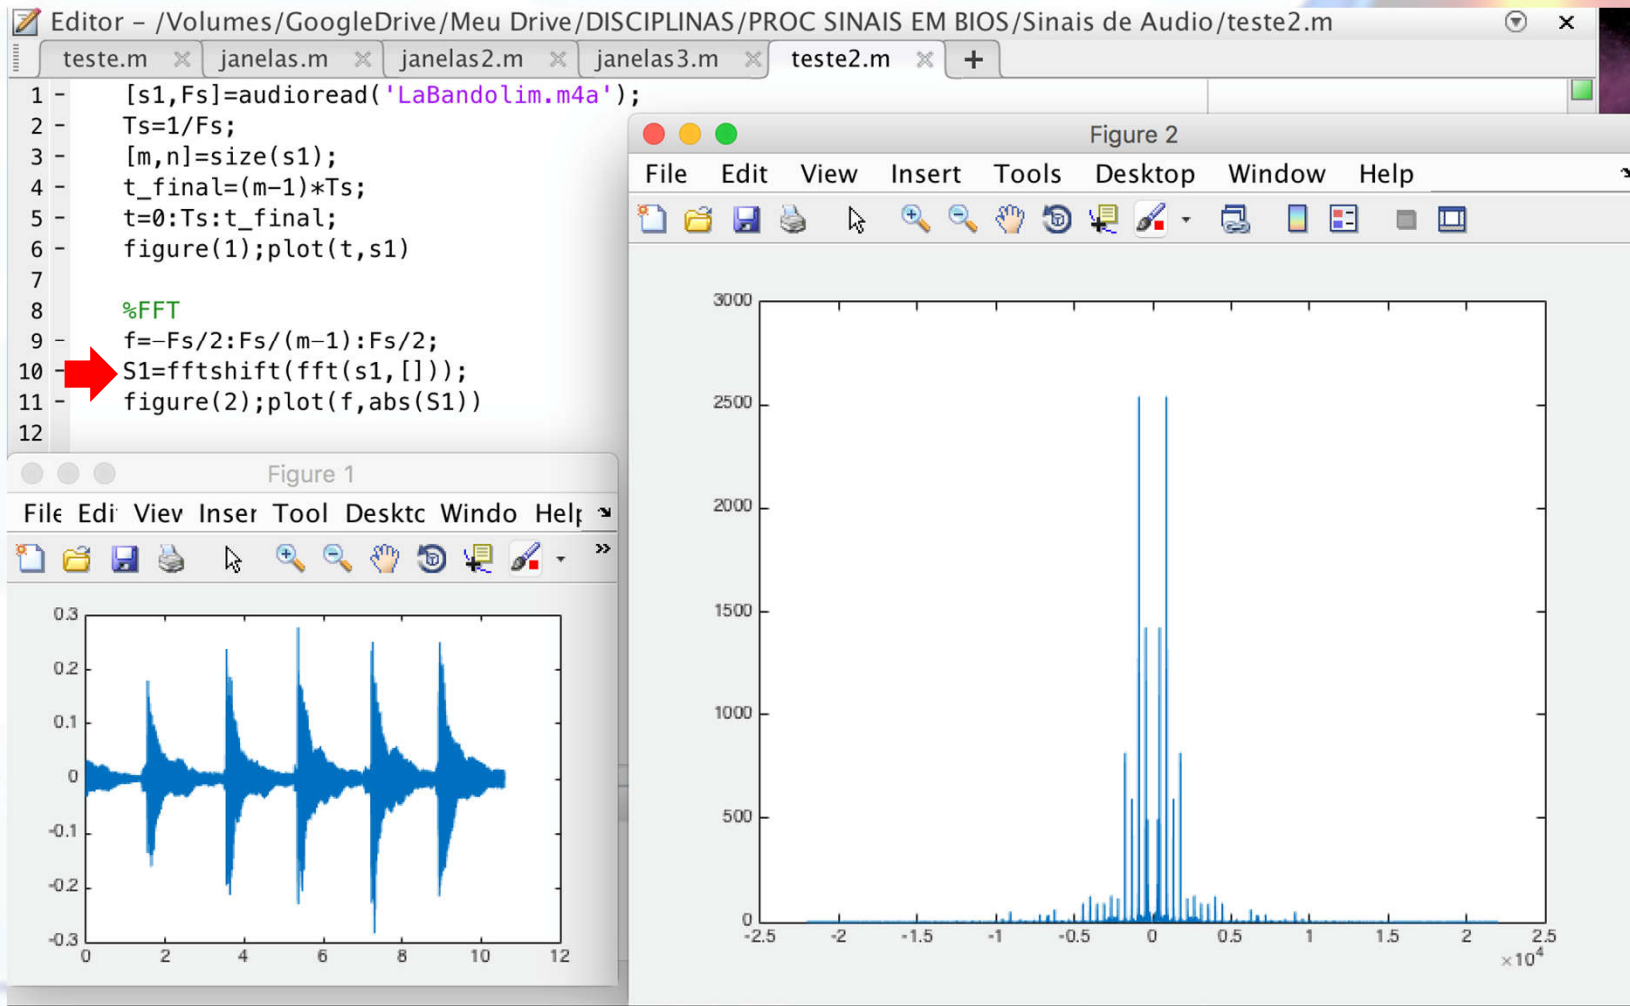 Editor – /Volumes/GoogleDrive/Meu Drive/DISCIPLINAS/PROC SINAIS EM BIOS/Sinais de Audio/teste2.m
teste.m janelas.m janelas2.m janelas3.m teste2.m +
1 – [s1,Fs]=audioread('LaBandolim.m4a');
2 – Ts=1/Fs;
3 – [m,n]=size(s1);
4 – t_final=(m-1)*Ts;
5 – t=0:Ts:t_final;
6 – figure(1);plot(t,s1)
7
8 %FFT
9 – f=-Fs/2:Fs/(m-1):Fs/2;
10 – S1=fftshift(fft(s1,[]));
11 – figure(2);plot(f,abs(S1))
12
Figure 1
File Edi View Inser Tool Desktc Windo Help
0.3
0.2
0.1
0
-0.1
-0.2
-0.3
0 2 4 6 8 10 12
Figure 2
File Edit View Insert Tools Desktop Window Help
3000
2500
2000
1500
1000
500
0
-2.5 -2 -1.5 -1 -0.5 0 0.5 1 1.5 2 2.5
×10^4